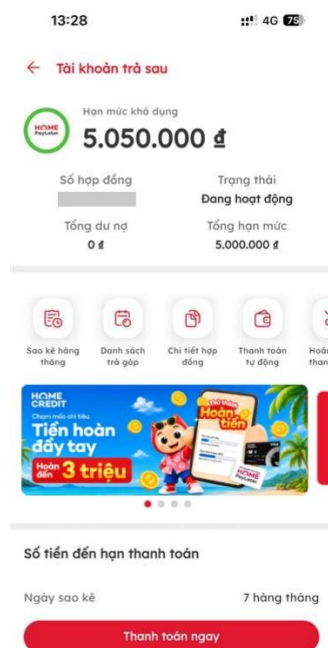 13:28
4G 75
Tài khoản trả sau
HOME
PayLater
Hạn mức khả dụng
5.050.000 đ
Số hợp đồng
Trạng thái
Đang hoạt động
Tổng dư nợ
0 đ
Tổng hạn mức
5.000.000 đ
Sao kê hàng
tháng
Danh sách
trả góp
Chi tiết hợp
đồng
Thanh toán
tự động
Hoàn
than
HOME
CREDIT
Chạm mốc chi tiêu
Tiền hoàn
đầy tay
Hoàn
đến 3 triệu
Hoàn
tiền
HOME
PayLater
Số tiền đến hạn thanh toán
Ngày sao kê
7 hàng tháng
Thanh toán ngay